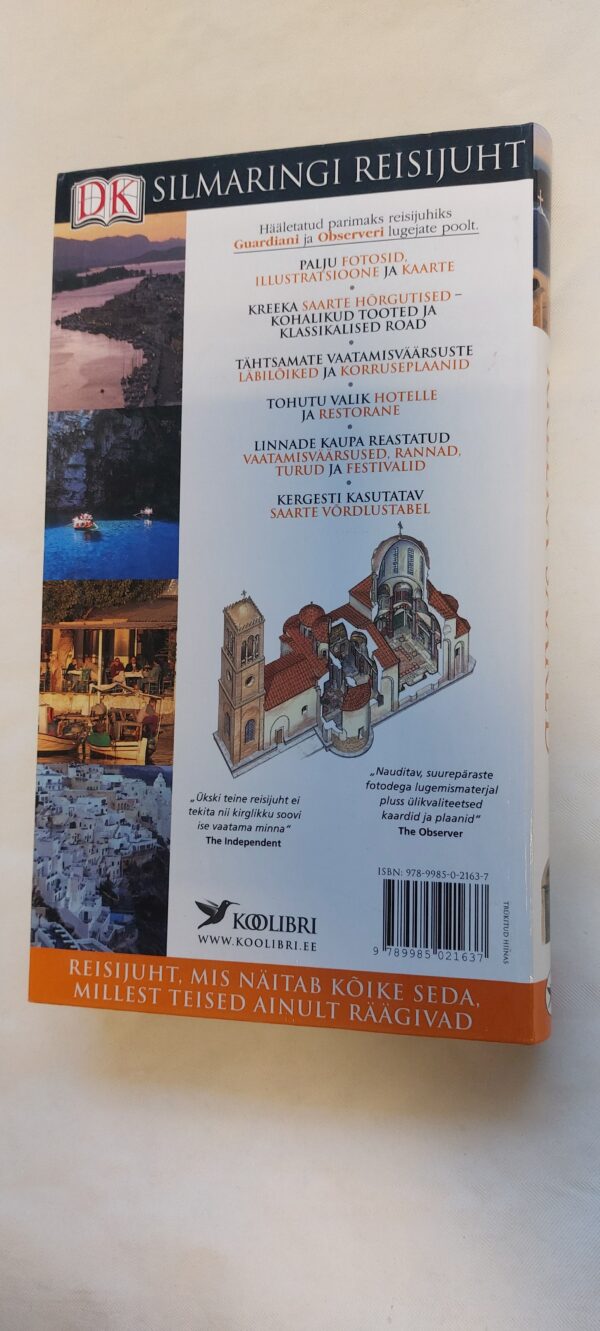 DK SILMARINGI REISIJUHT
Hääletatud parimaks reisijuhiks
Guardiani ja Observeri lugejate poolt.
PALJU FOTOSID,
ILLUSTRATSIOONE JA KAARTE
•
KREEKA SAARTE HÕRGUTISED –
KOHALIKUD TOOTED JA
KLASSIKALISED ROAD
•
TÄHTSAMATE VAATAMISVÄÄRSUSTE
LÄBILÕIKED JA KORRUSEPLAANID
•
TOHUTU VALIK HOTELLE
JA RESTORANE
•
LINNADE KAUPA REASTATUD
VAATAMISVÄÄRSUSED, RANNAD,
TURUD JA FESTIVALID
•
KERGESTI KASUTATAV
SAARTE VÕRDLUSTABEL
„Ükski teine reisijuht ei
tekita nii kirglikku soovi
ise vaatama minna"
The Independent
„Nauditav, suurepäraste
fotodega lugemismaterjal
pluss ülikvaliteetsed
kaardid ja plaanid"
The Observer
KOOLIBRI
WWW.KOOLIBRI.EE
ISBN: 978-9985-0-2163-7
9 789985 021637
TRÜKITUD HIINAS
REISIJUHT, MIS NÄITAB KÕIKE SEDA,
MILLEST TEISED AINULT RÄÄGIVAD